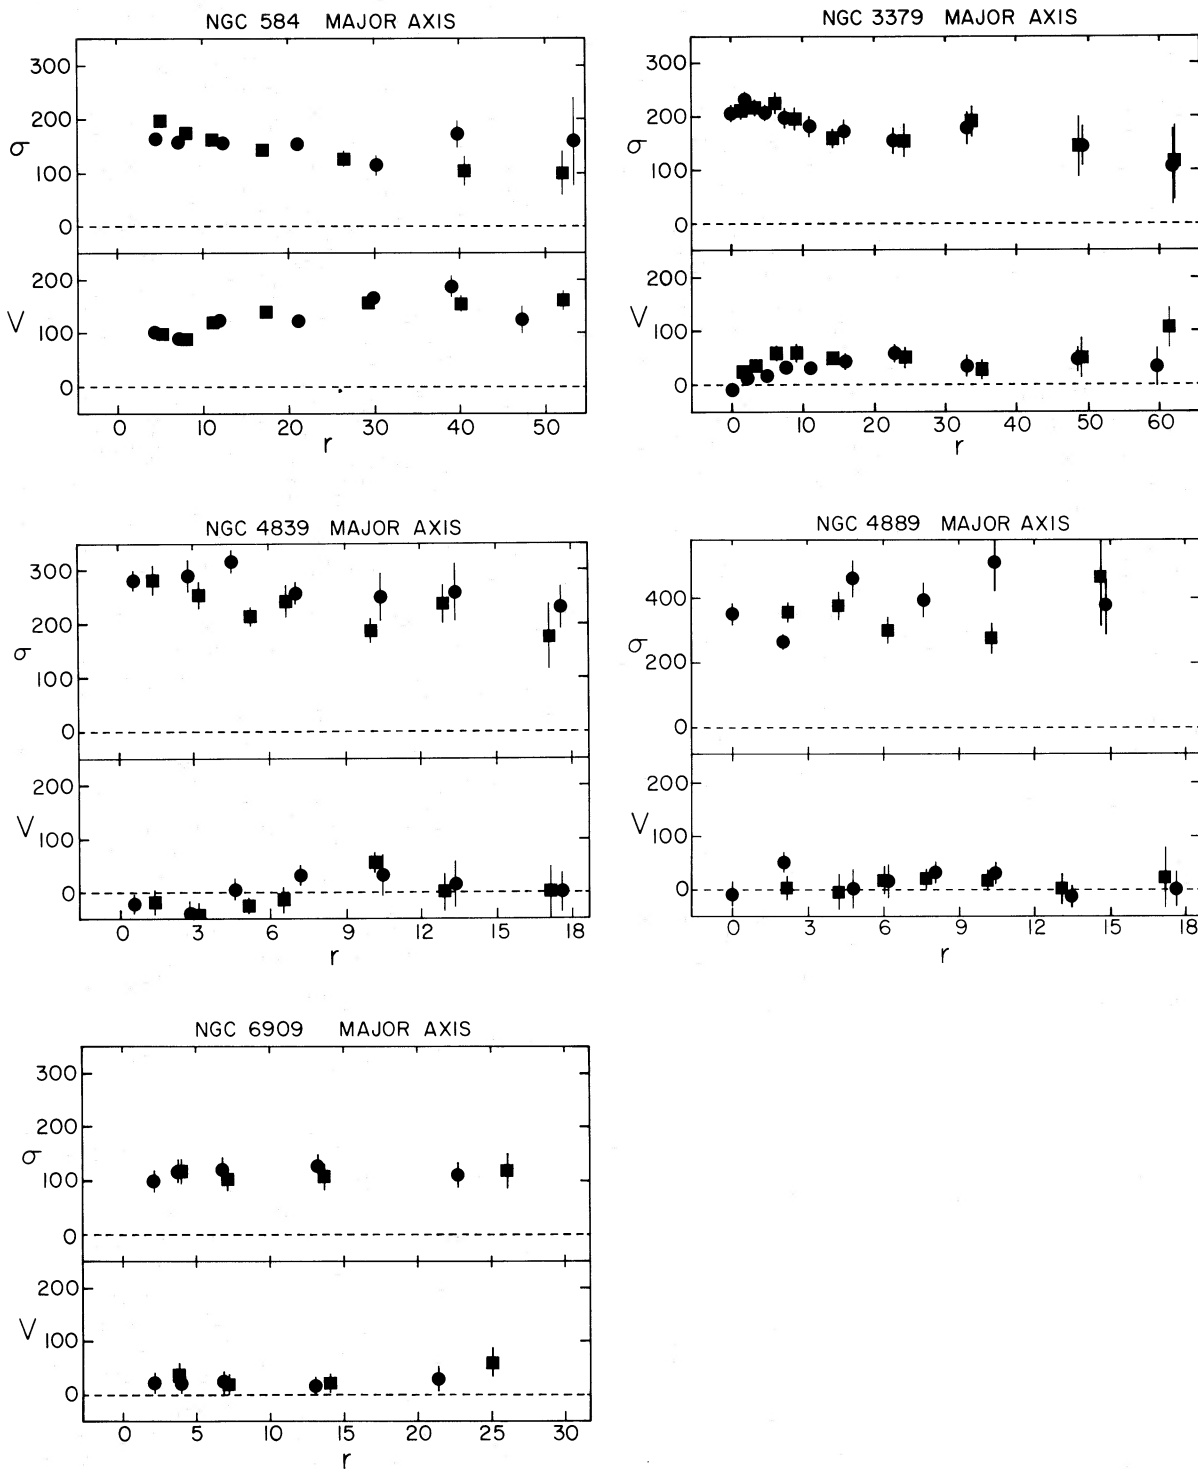 NGC 584 MAJOR AXIS
300
200
σ
100
0
200
V
100
0
0 10 20 30 40 50
r
NGC 3379 MAJOR AXIS
300
200
σ
100
0
200
V
100
0
0 10 20 30 40 50 60
r
NGC 4839 MAJOR AXIS
300
200
σ
100
0
200
V
100
0
0 3 6 9 12 15 18
r
NGC 4889 MAJOR AXIS
400
σ
200
0
200
V
100
0
0 3 6 9 12 15 18
r
NGC 6909 MAJOR AXIS
300
200
σ
100
0
200
V
100
0
0 5 10 15 20 25 30
r